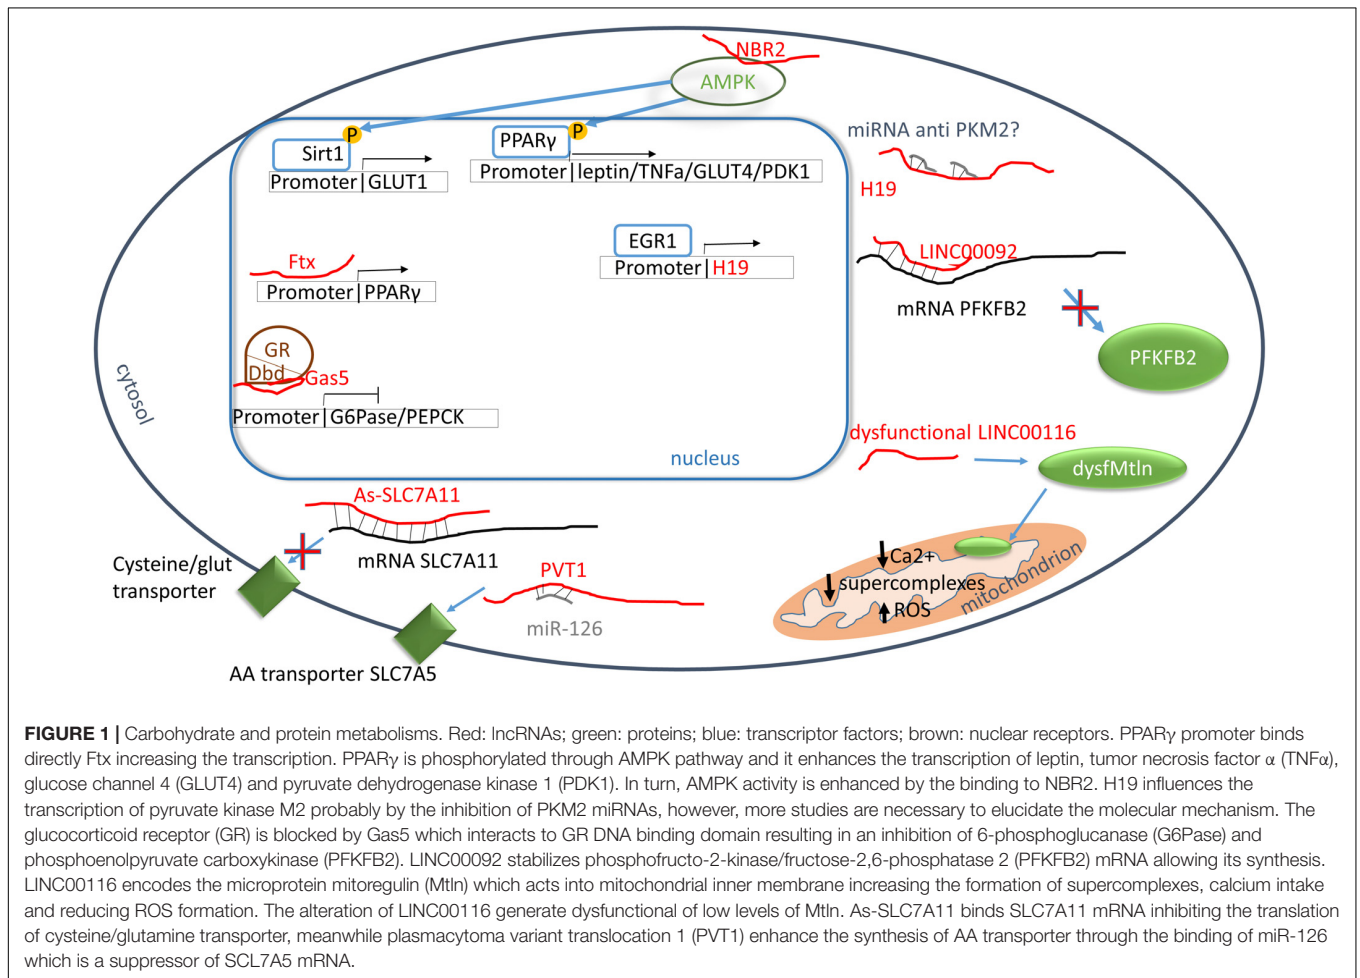 NBR2
AMPK
P
P
Sirt1
PPARγ
miRNA anti PKM2?
Promoter|GLUT1
Promoter|leptin/TNFa/GLUT4/PDK1
H19
EGR1
Promoter|H19
LINC00092
mRNA PFKFB2
Ftx
Promoter|PPARγ
PFKFB2
GR
Dbd
Gas5
Promoter|G6Pase/PEPCK
cytosol
nucleus
dysfunctional LINC00116
dysfMtln
As-SLC7A11
mRNA SLC7A11
Cysteine/glut
transporter
PVT1
miR-126
AA transporter SLC7A5
Ca2+
supercomplexes
ROS
mitochondrion
FIGURE 1 | Carbohydrate and protein metabolisms. Red: lncRNAs; green: proteins; blue: transcriptor factors; brown: nuclear receptors. PPARγ promoter binds
directly Ftx increasing the transcription. PPARγ is phosphorylated through AMPK pathway and it enhances the transcription of leptin, tumor necrosis factor α (TNFα),
glucose channel 4 (GLUT4) and pyruvate dehydrogenase kinase 1 (PDK1). In turn, AMPK activity is enhanced by the binding to NBR2. H19 influences the
transcription of pyruvate kinase M2 probably by the inhibition of PKM2 miRNAs, however, more studies are necessary to elucidate the molecular mechanism. The
glucocorticoid receptor (GR) is blocked by Gas5 which interacts to GR DNA binding domain resulting in an inhibition of 6-phosphoglucanase (G6Pase) and
phosphoenolpyruvate carboxykinase (PFKFB2). LINC00092 stabilizes phosphofructo-2-kinase/fructose-2,6-phosphatase 2 (PFKFB2) mRNA allowing its synthesis.
LINC00116 encodes the microprotein mitoregulin (Mtln) which acts into mitochondrial inner membrane increasing the formation of supercomplexes, calcium intake
and reducing ROS formation. The alteration of LINC00116 generate dysfunctional of low levels of Mtln. As-SLC7A11 binds SLC7A11 mRNA inhibiting the translation
of cysteine/glutamine transporter, meanwhile plasmacytoma variant translocation 1 (PVT1) enhance the synthesis of AA transporter through the binding of miR-126
which is a suppressor of SCL7A5 mRNA.